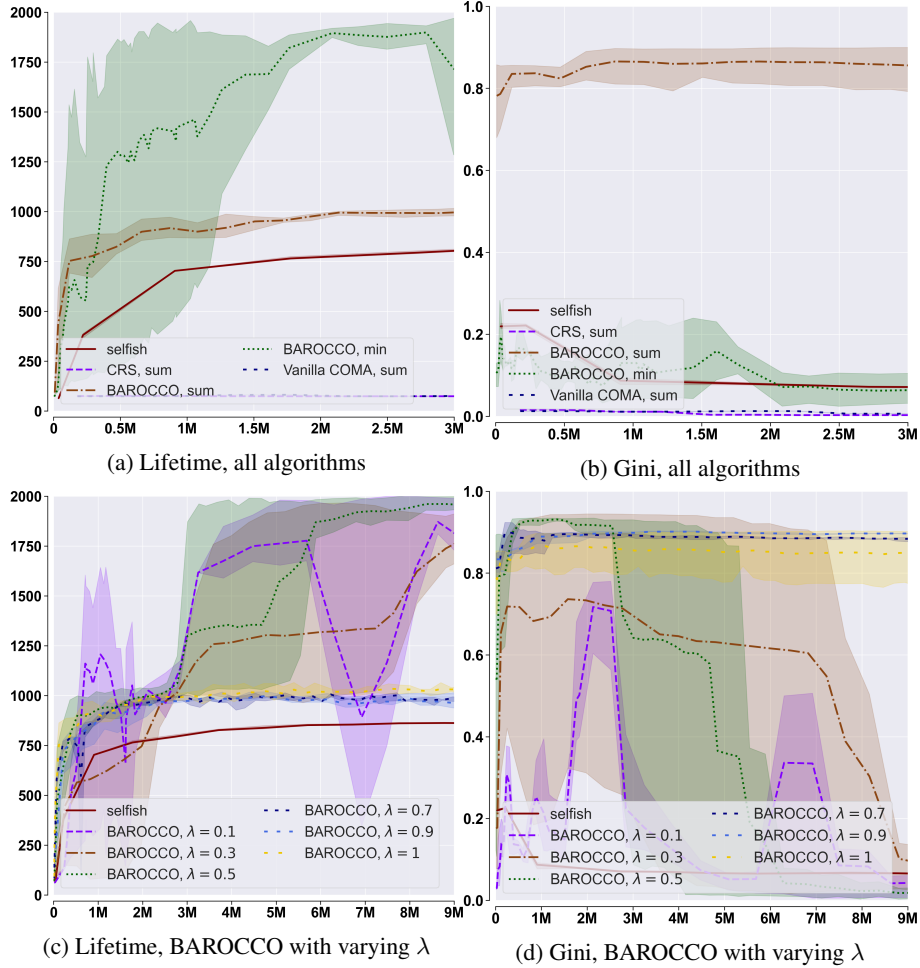 2000
1750
1500
1250
1000
750
500
250
0
0 0.5M 1M 1.5M 2M 2.5M 3M
selfish
CRS, sum
BAROCCO, sum
BAROCCO, min
Vanilla COMA, sum
(a) Lifetime, all algorithms
1.0
0.8
0.6
0.4
0.2
0.0
0.5M 1M 1.5M 2M 2.5M 3M
selfish
CRS, sum
BAROCCO, sum
BAROCCO, min
Vanilla COMA, sum
(b) Gini, all algorithms
2000
1750
1500
1250
1000
750
500
250
0
0 1M 2M 3M 4M 5M 6M 7M 8M 9M
selfish
BAROCCO, λ = 0.1
BAROCCO, λ = 0.3
BAROCCO, λ = 0.5
BAROCCO, λ = 0.7
BAROCCO, λ = 0.9
BAROCCO, λ = 1
(c) Lifetime, BAROCCO with varying λ
1.0
0.8
0.6
0.4
0.2
0.0
0 1M 2M 3M 4M 5M 6M 7M 8M 9M
selfish
BAROCCO, λ = 0.1
BAROCCO, λ = 0.3
BAROCCO, λ = 0.5
BAROCCO, λ = 0.7
BAROCCO, λ = 0.9
BAROCCO, λ = 1
(d) Gini, BAROCCO with varying λ